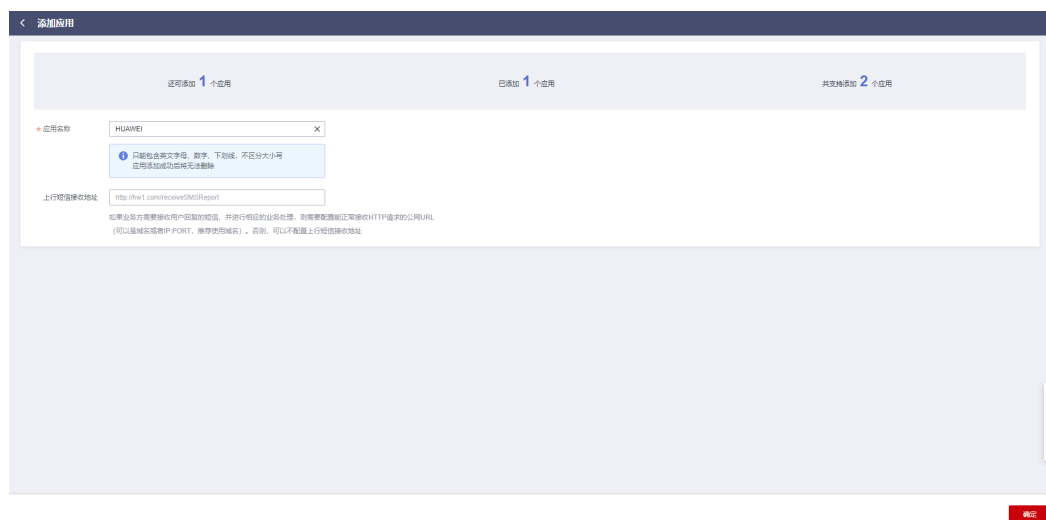 添加应用
还可添加 1 个应用
已添加 1 个应用
共支持添加 2 个应用
* 应用名称
HUAWEI
只能包含英文字母、数字、下划线，不区分大小写
应用添加成功后将无法删除
上行短信接收地址
http://hw1.com/receiveSMSReport
如果业务方需要接收用户回复的短信，并进行相应的业务处理，则需要配置能正常接收HTTP请求的公网URL
（可以是域名或者IP:PORT，推荐使用域名）。否则，可以不配置上行短信接收地址
确定